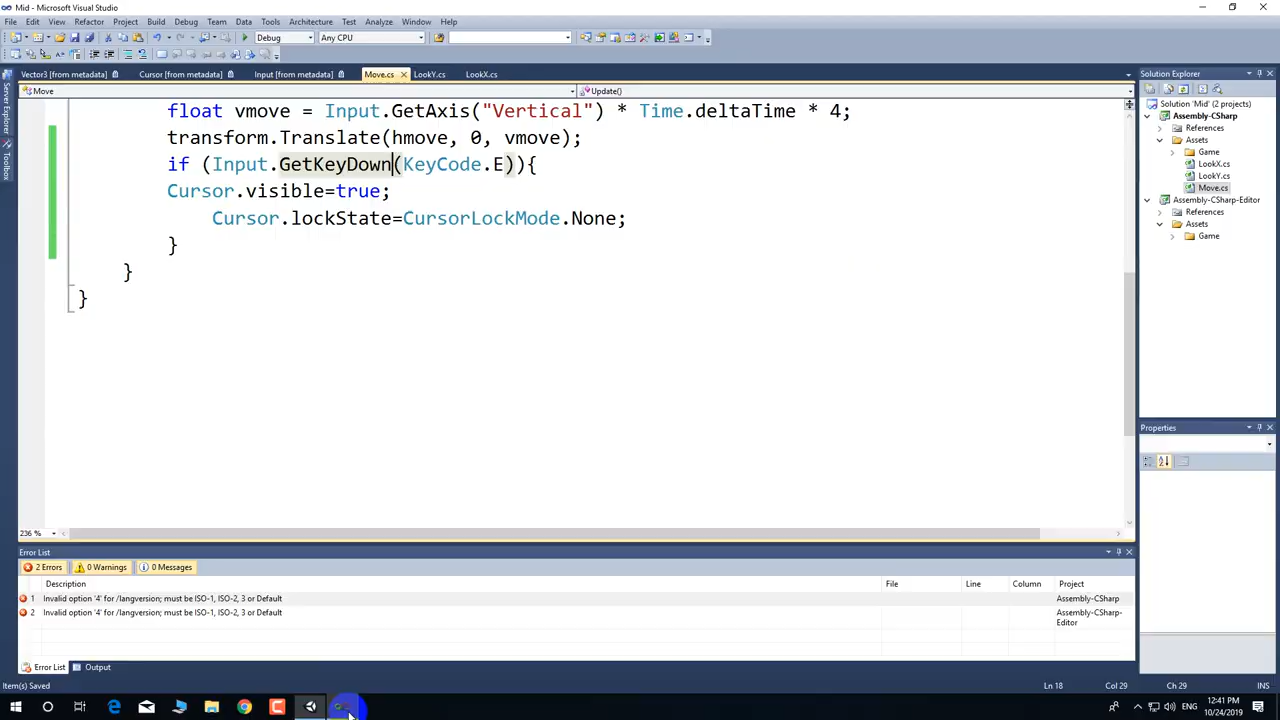 Mid - Microsoft Visual Studio
File Edit View Refactor Project Build Debug Team Data Tools Architecture Test Analyze Window Help
Debug Any CPU
Vector3 [from metadata] Cursor [from metadata] Input [from metadata] Move.cs LookY.cs LookX.cs
Move Update()
float vmove = Input.GetAxis("Vertical") * Time.deltaTime * 4;
transform.Translate(hmove, 0, vmove);
if (Input.GetKeyDown(KeyCode.E)){
Cursor.visible=true;
Cursor.lockState=CursorLockMode.None;
}
}
}
236 %
Server Explorer
Toolbox
Solution Explorer
Solution 'Mid' (2 projects)
Assembly-CSharp
References
Assets
Game
LookX.cs
LookY.cs
Move.cs
Assembly-CSharp-Editor
References
Assets
Game
Properties
Error List
2 Errors 0 Warnings 0 Messages
Description File Line Column Project
1 Invalid option '4' for /langversion; must be ISO-1, ISO-2, 3 or Default Assembly-CSharp
2 Invalid option '4' for /langversion; must be ISO-1, ISO-2, 3 or Default Assembly-CSharp-Editor
Error List Output
Item(s) Saved Ln 18 Col 29 Ch 29 INS
ENG 12:41 PM
10/24/2019